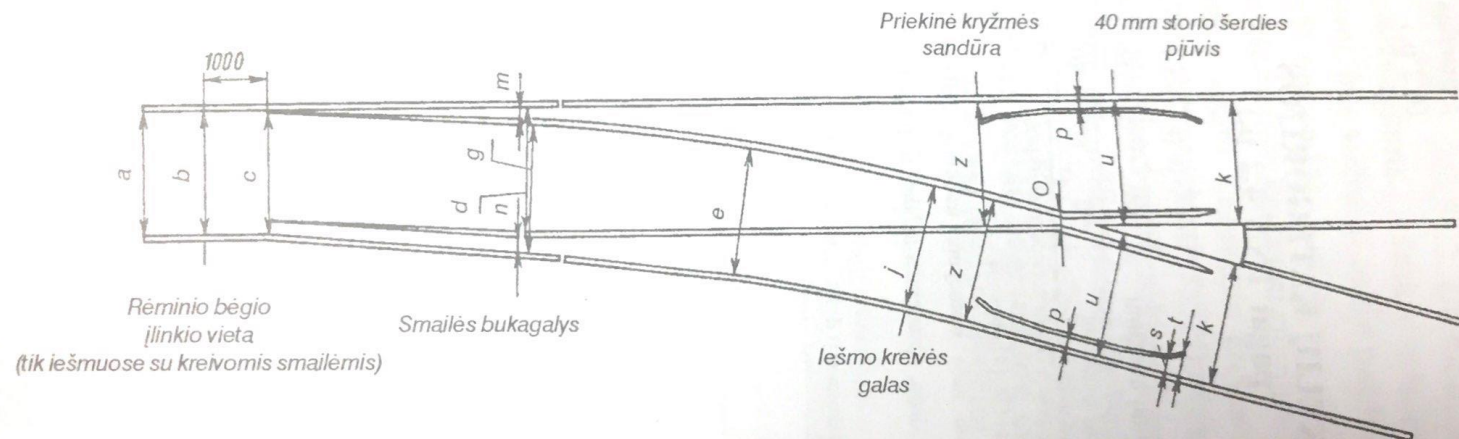 Priekinė kryžmės
sandūra
40 mm storio šerdies
pjūvis
1000
m
a
b
c
g
d
n
e
j
z
z
O
p
u
k
p
u
s
t
k
Rėminio bėgio
įlinkio vieta
(tik iešmuose su kreivomis smailėmis)
Smailės bukagalys
Iešmo kreivės
galas